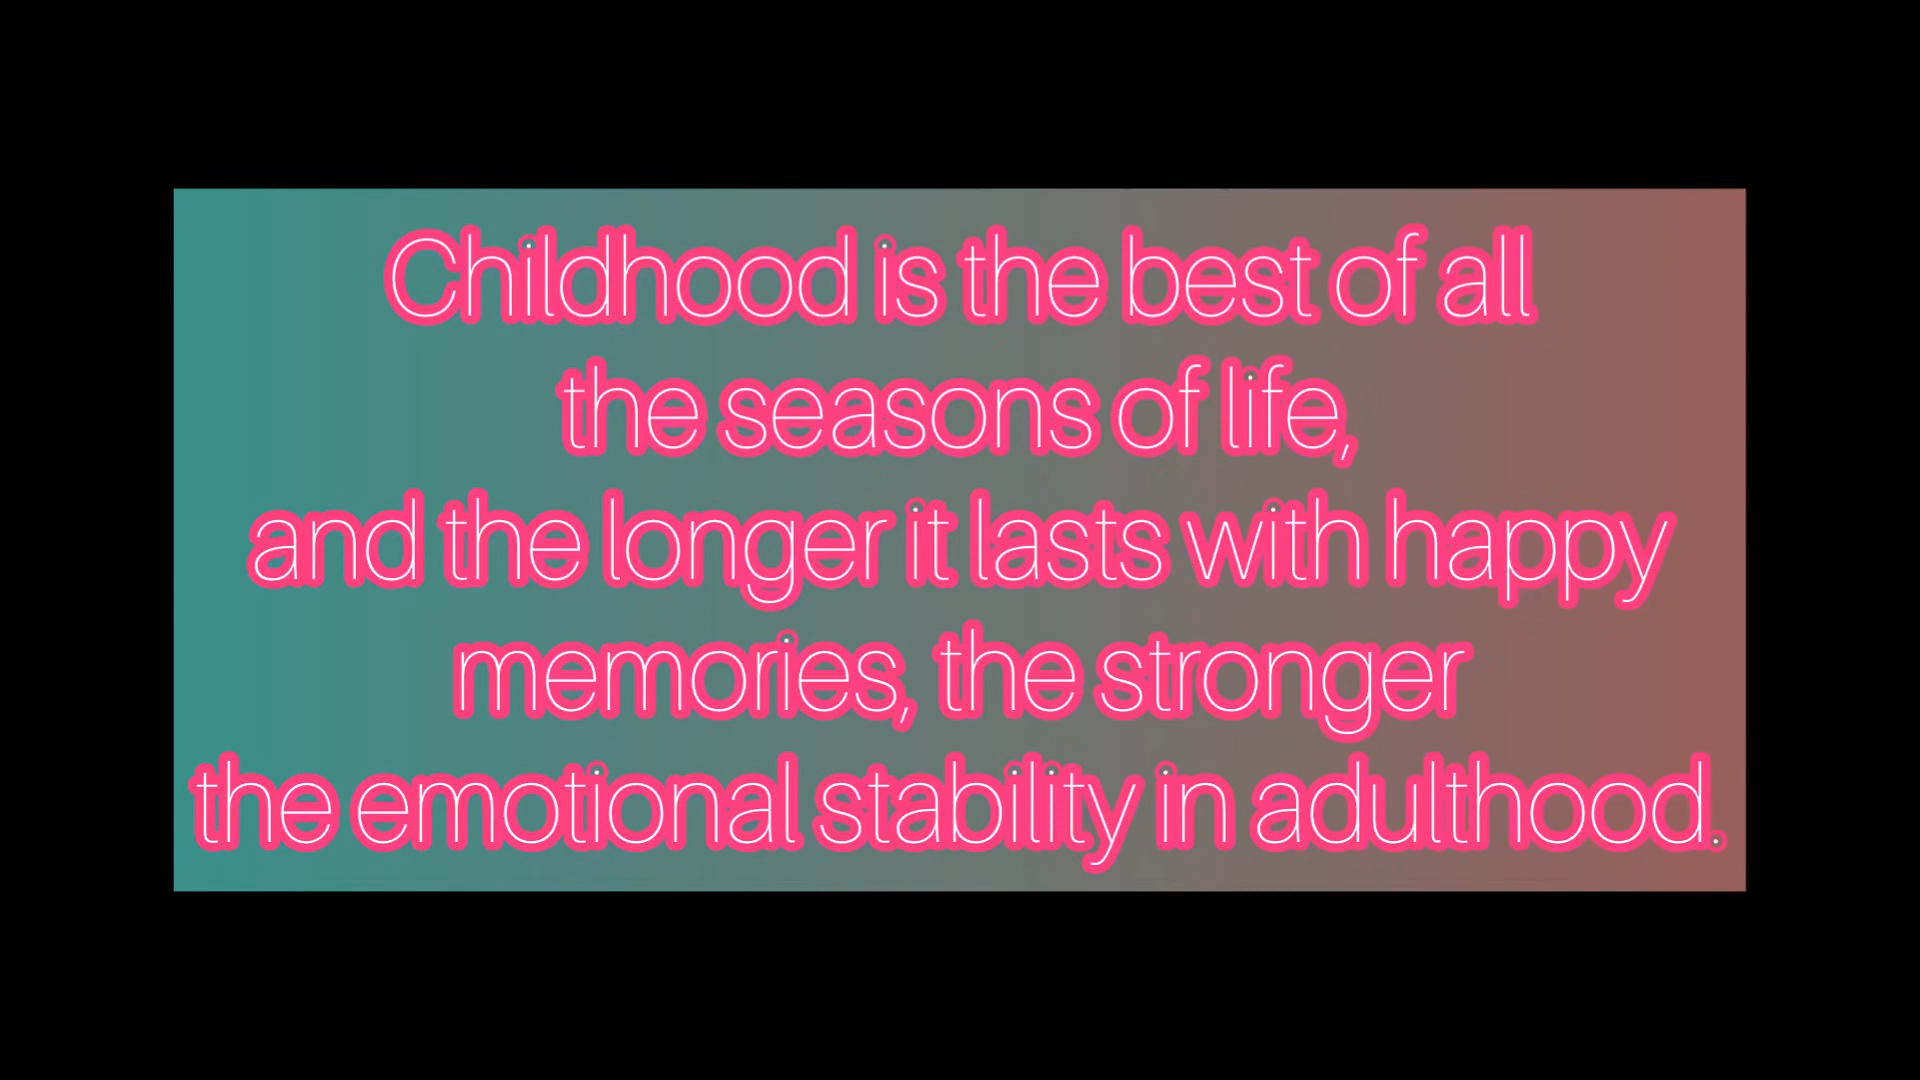 Childhood is the best of all
the seasons of life,
and the longer it lasts with happy
memories, the stronger
the emotional stability in adulthood.